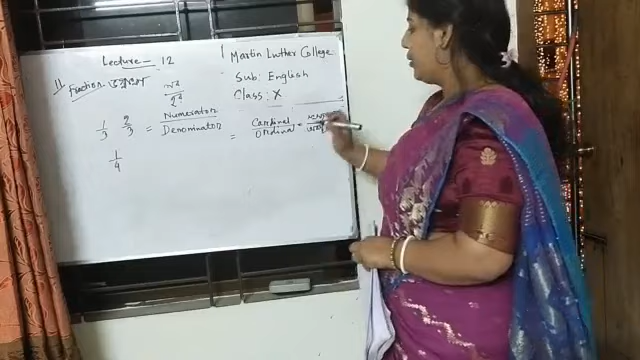 Lecture — 12
Martin Luther College
Sub: English
Class: X
11 Fraction ভগ্নাংশ
1/3 2/3 = Numerator/Denominator = Cardinal/Ordinal =
1/4